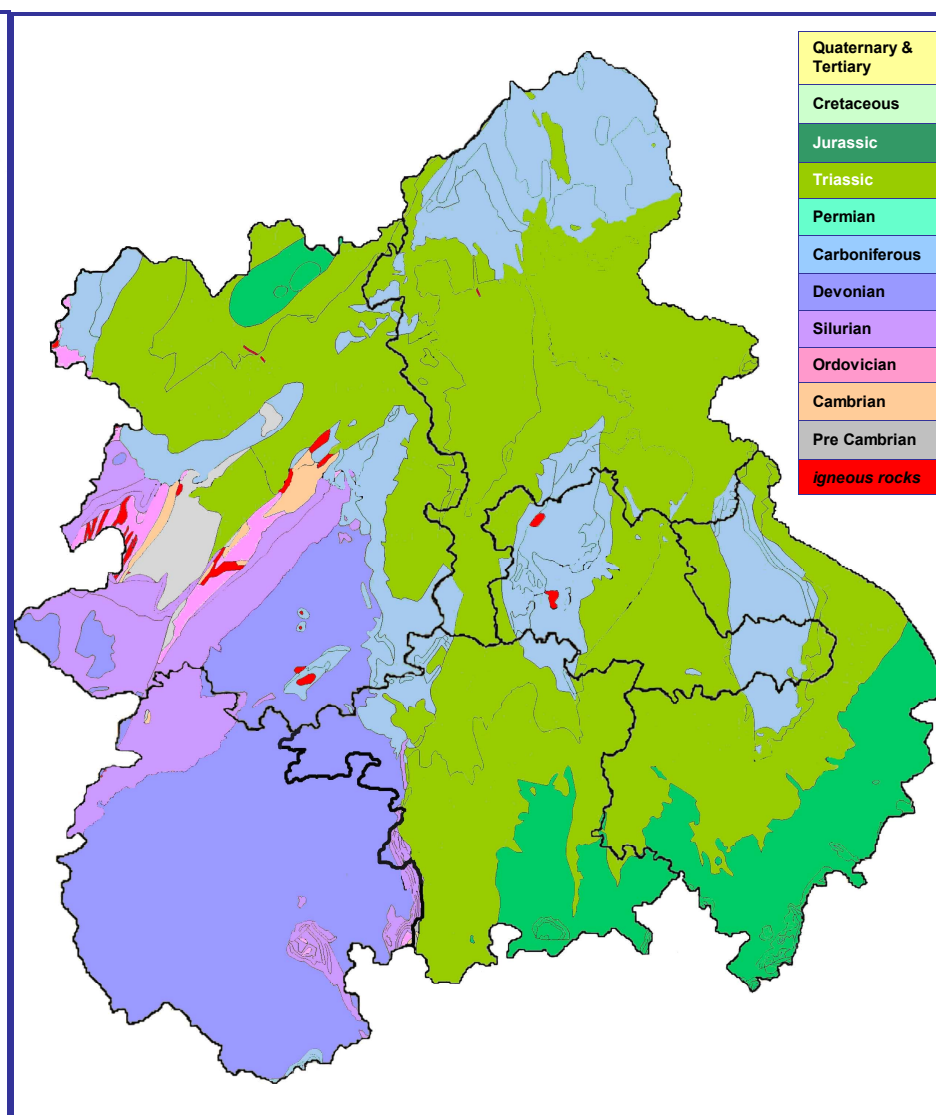 Quaternary &
Tertiary
Cretaceous
Jurassic
Triassic
Permian
Carboniferous
Devonian
Silurian
Ordovician
Cambrian
Pre Cambrian
igneous rocks